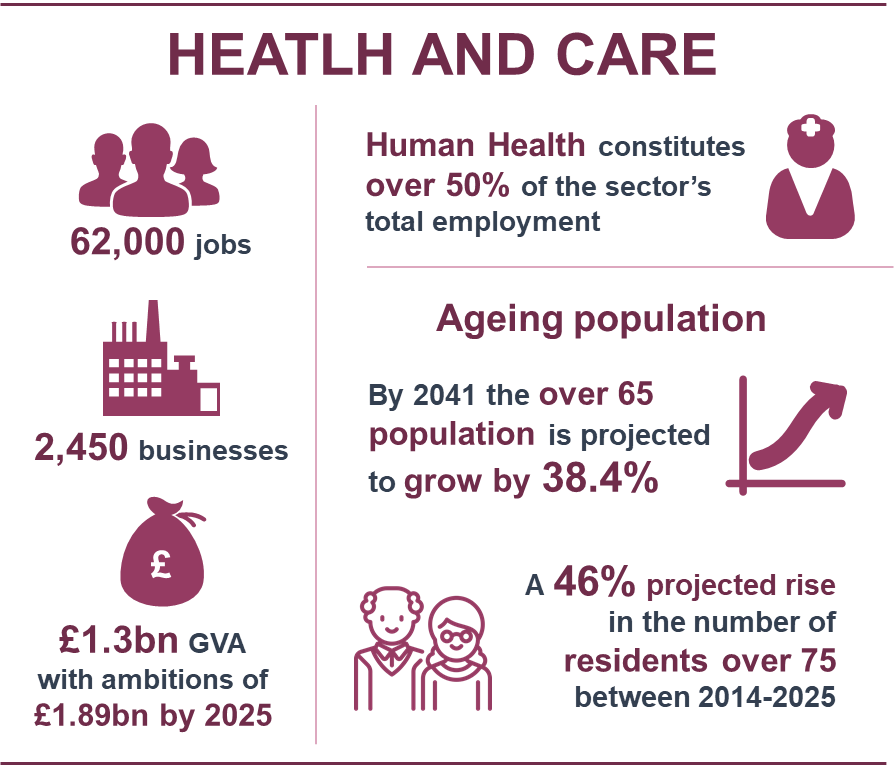 HEATLH AND CARE
62,000 jobs
2,450 businesses
£
£1.3bn GVA
with ambitions of
£1.89bn by 2025
Human Health constitutes
over 50% of the sector’s
total employment
Ageing population
By 2041 the over 65
population is projected
to grow by 38.4%
A 46% projected rise
in the number of
residents over 75
between 2014-2025